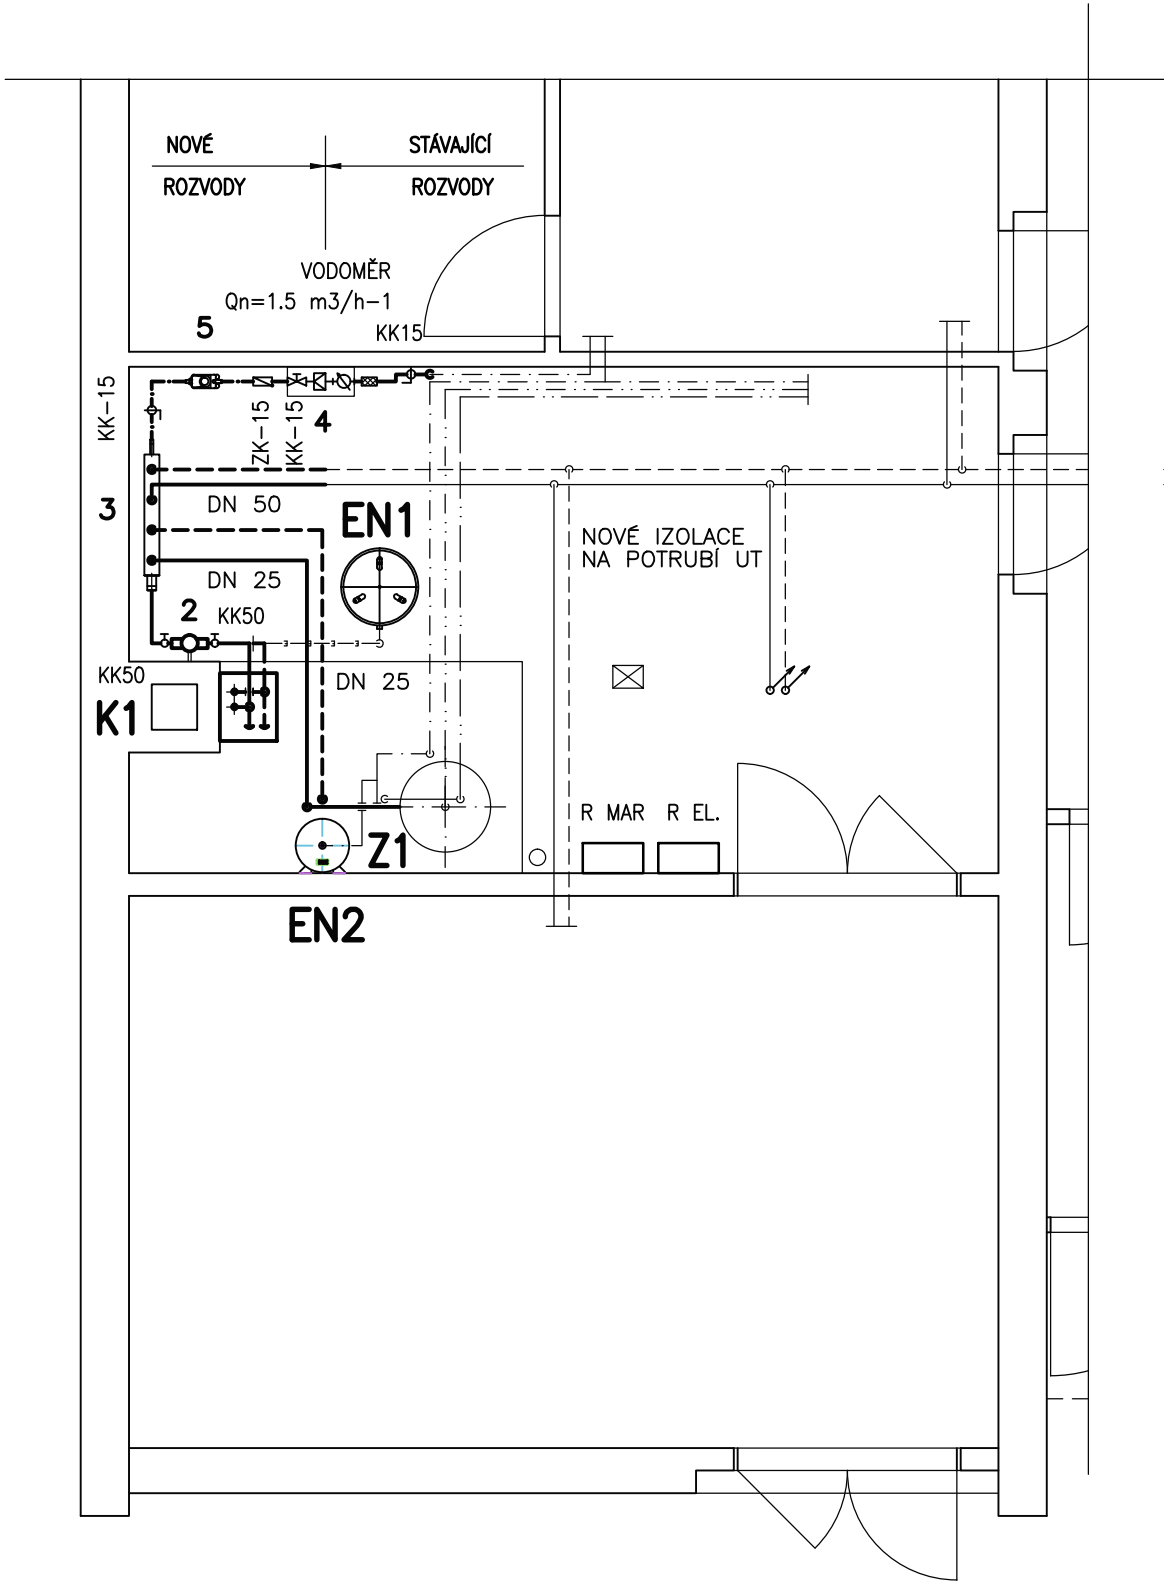 NOVÉ
STÁVAJÍCÍ
ROZVODY
ROZVODY
VODOMĚR
Qn=1.5 m3/h-1
5
KK15
KK-15
ZK-15
KK-15
4
3
DN 50
EN1
NOVÉ IZOLACE
NA POTRUBÍ UT
DN 25
2
KK50
KK50
DN 25
K1
R MAR
R EL.
Z1
EN2